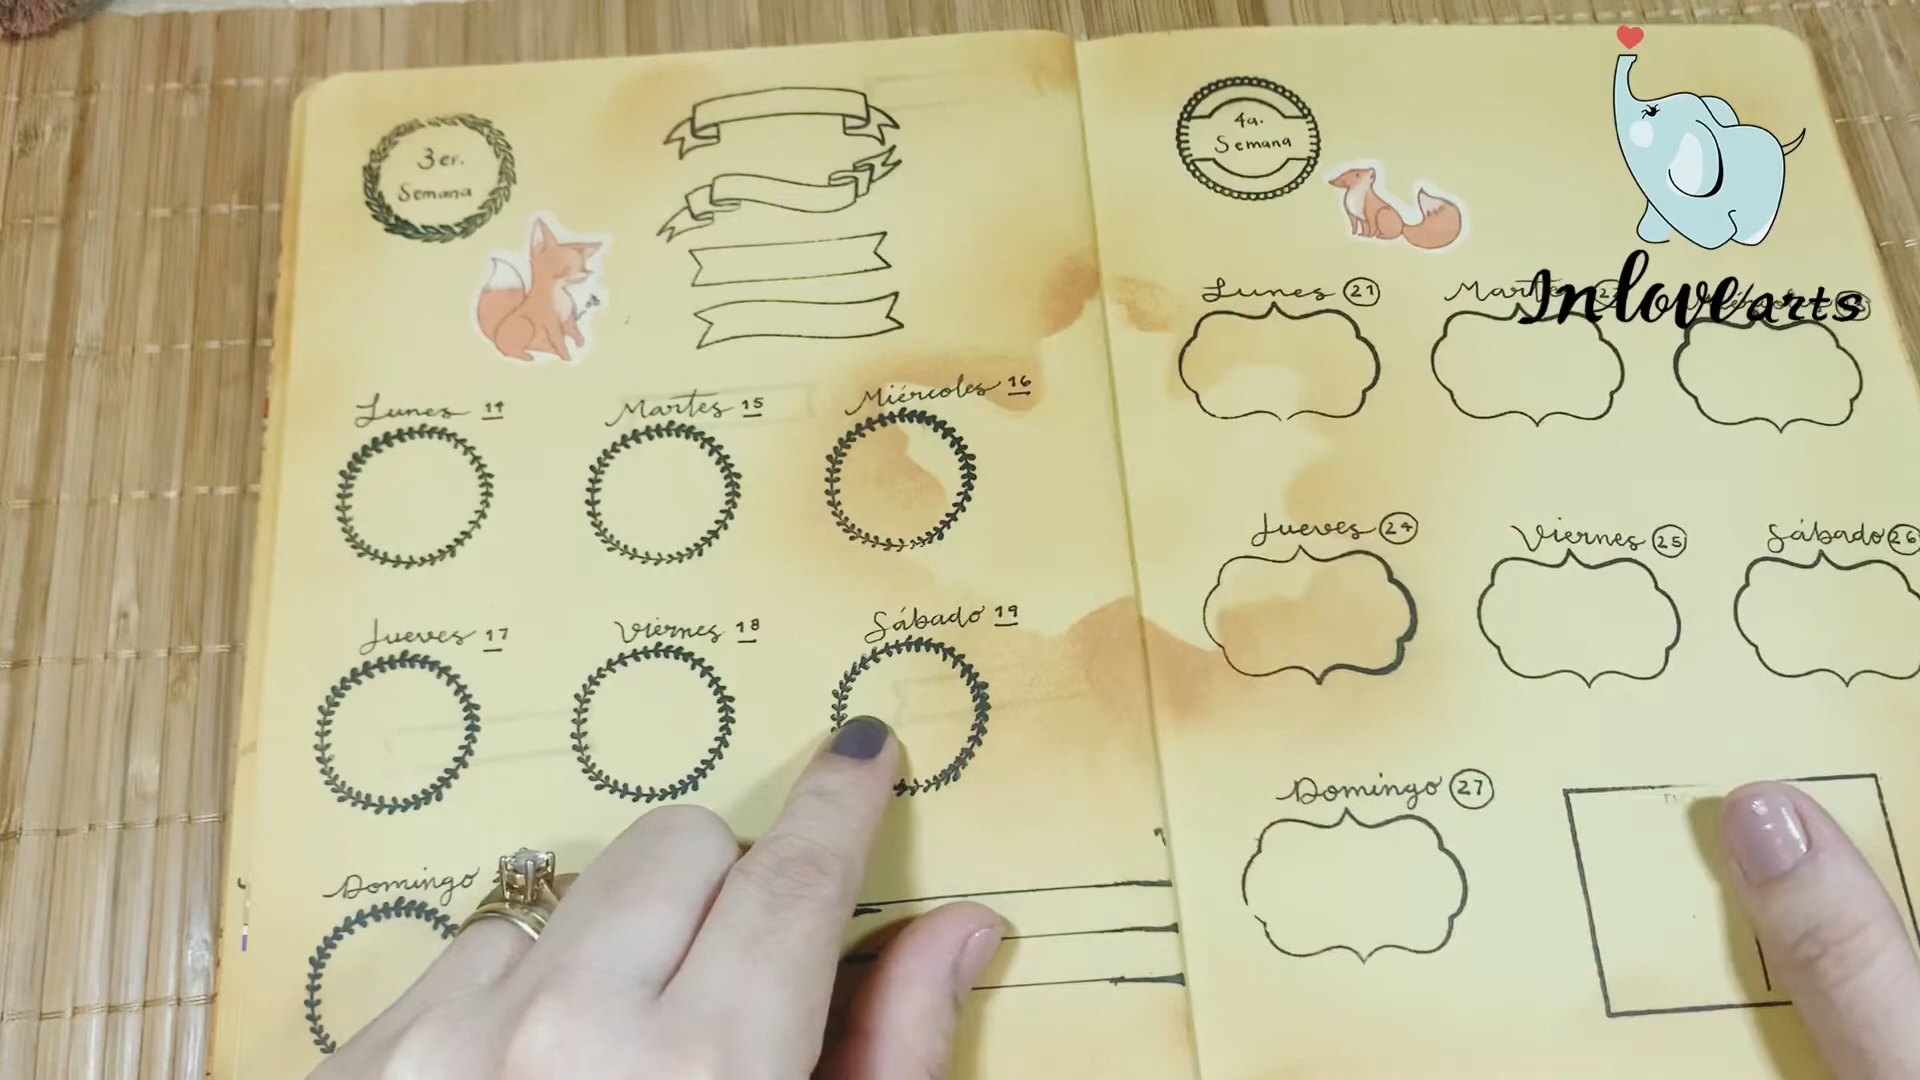 3er.
Semana
Lunes 14
Martes 15
Miércoles 16
Jueves 17
Viernes 18
Sábado 19
Domingo
4a.
Semana
Lunes 21
Jueves 24
Viernes 25
Sábado 26
Domingo 27
Inlovearts